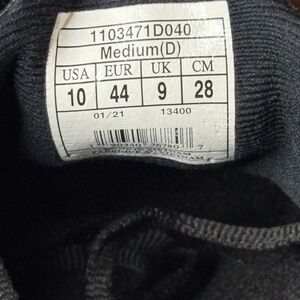 1103471D040
Medium(D)
USA EUR UK CM
10 44 9 28
01/21 13400